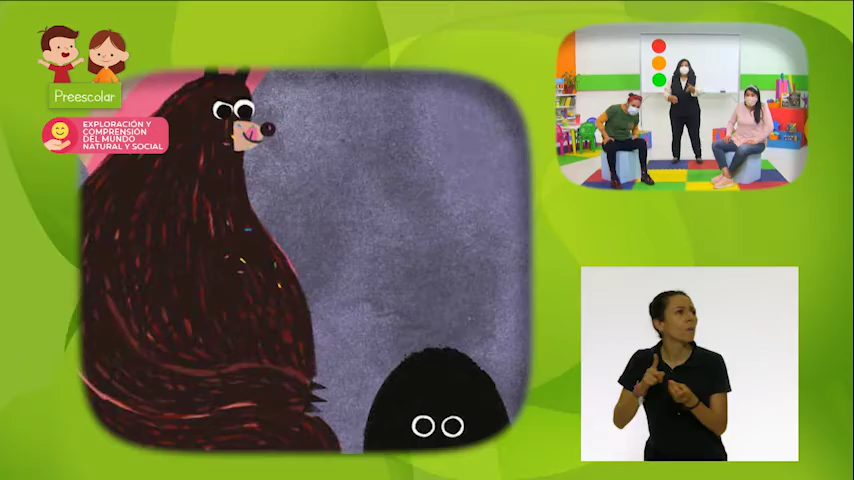 Preescolar
EXPLORACIÓN Y
COMPRENSIÓN
DEL MUNDO
NATURAL Y SOCIAL